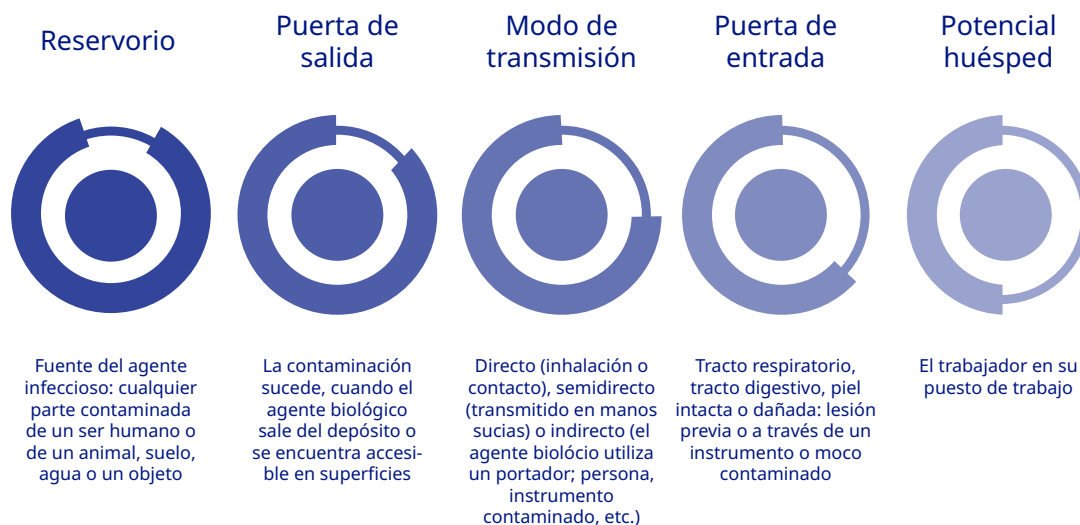 Reservorio
Puerta de
salida
Modo de
transmisión
Puerta de
entrada
Potencial
huésped
Fuente del agente
infeccioso: cualquier
parte contaminada
de un ser humano o
de un animal, suelo,
agua o un objeto
La contaminación
sucede, cuando el
agente biológico
sale del depósito o
se encuentra accesi-
ble en superficies
Directo (inhalación o
contacto), semidirecto
(transmitido en manos
sucias) o indirecto (el
agente biolócio utiliza
un portador; persona,
instrumento
contaminado, etc.)
Tracto respiratorio,
tracto digestivo, piel
intacta o dañada: lesión
previa o a través de un
instrumento o moco
contaminado
El trabajador en su
puesto de trabajo